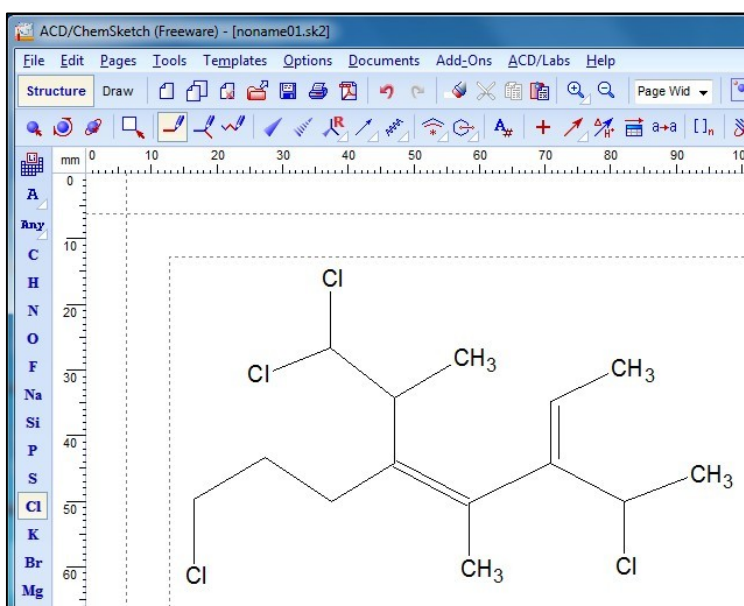 ACD/ChemSketch (Freeware) - [noname01.sk2]
File Edit Pages Tools Templates Options Documents Add-Ons ACD/Labs Help
Structure Draw Page Wid
R A# H+ a→a []n
mm 0 10 20 30 40 50 60 70 80 90 10
0
10
20
30
40
50
60
A
Any
C
H
N
O
F
Na
Si
P
S
Cl
K
Br
Mg
Cl
Cl CH3
CH3
CH3
Cl CH3 Cl